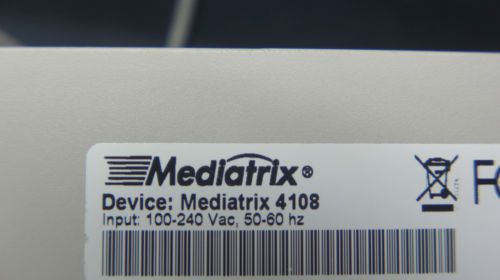 Mediatrix®
Device: Mediatrix 4108
Input: 100-240 Vac, 50-60 hz